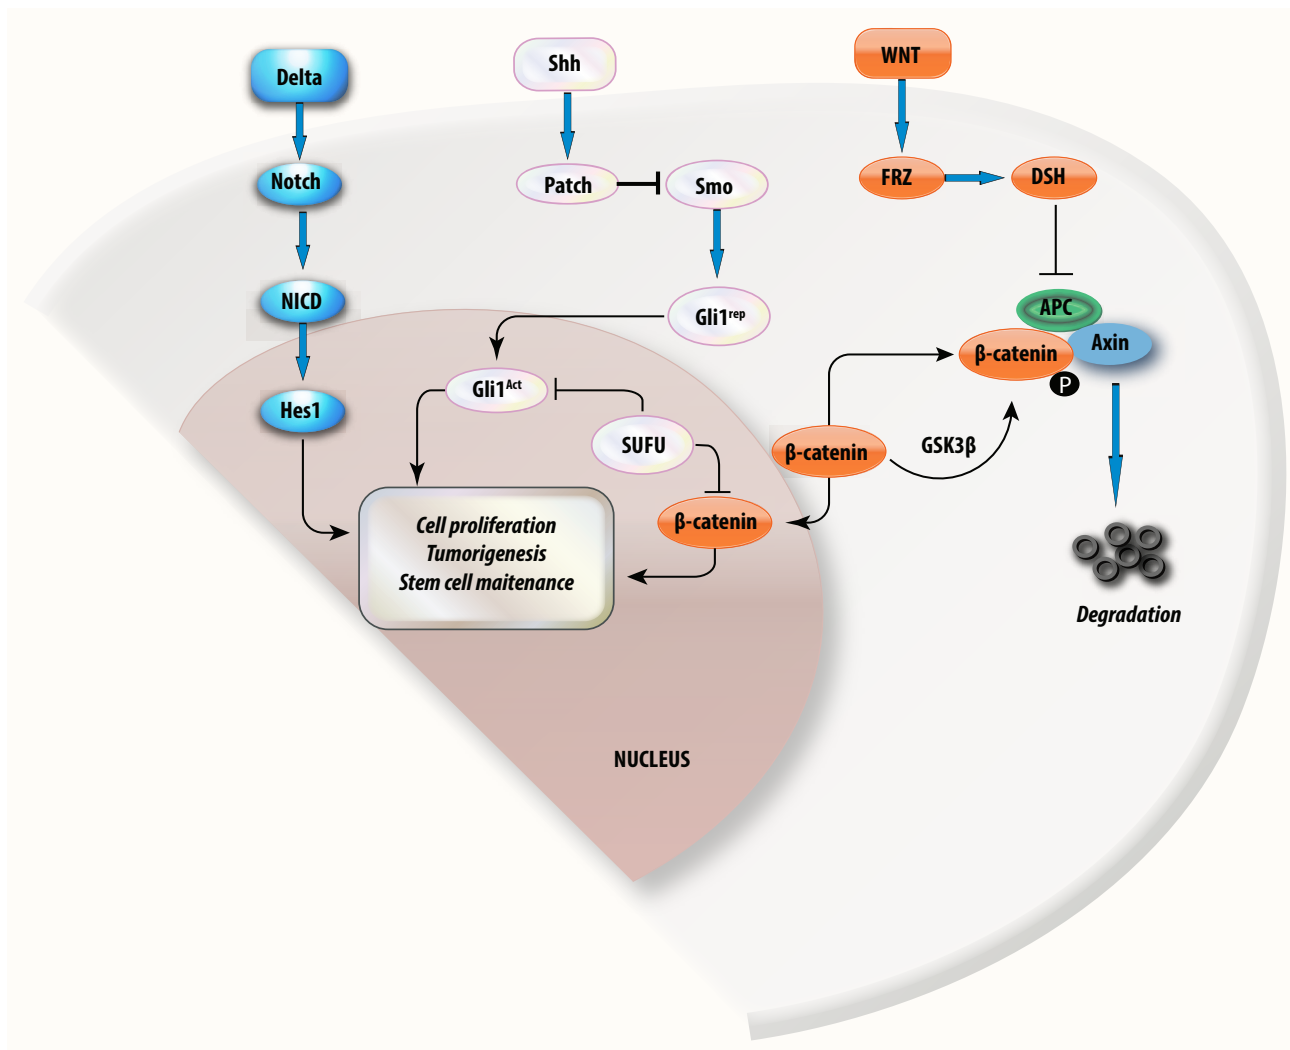 Delta
Shh
WNT
Notch
Patch
Smo
FRZ
DSH
NICD
Gli1rep
APC
Axin
β-catenin
P
Gli1Act
Hes1
SUFU
β-catenin
GSK3β
β-catenin
Cell proliferation
Tumorigenesis
Stem cell maitenance
Degradation
NUCLEUS